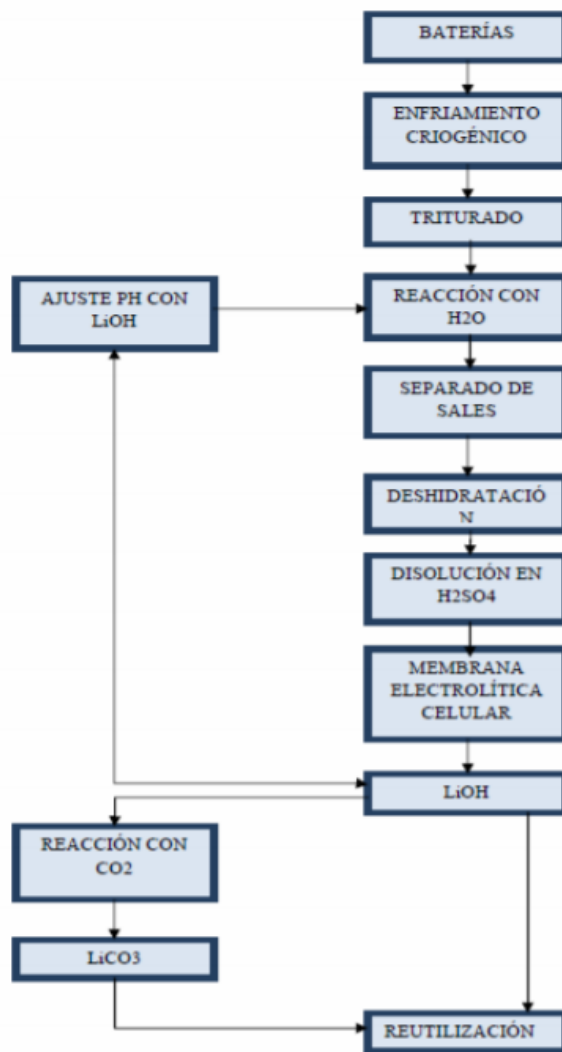 BATERÍAS
ENFRIAMIENTO
CRIOGÉNICO
TRITURADO
AJUSTE PH CON
LiOH
REACCIÓN CON
H2O
SEPARADO DE
SALES
DESHIDRATACIÓ
N
DISOLUCIÓN EN
H2SO4
MEMBRANA
ELECTROLÍTICA
CELULAR
LiOH
REACCIÓN CON
CO2
LiCO3
REUTILIZACIÓN